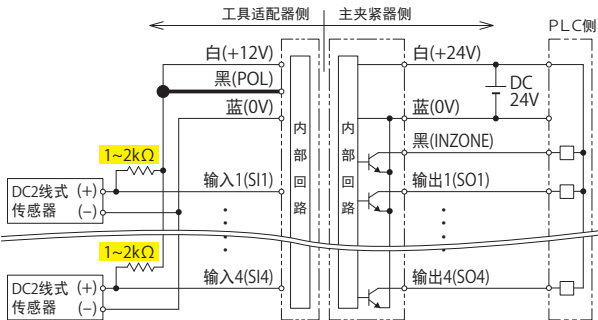 工具适配器侧 主夹紧器侧
PLC侧
白(+12V)
白(+24V)
黑(POL)
DC
24V
蓝(0V)
蓝(0V)
内部回路
内部回路
黑(INZONE)
1~2kΩ
DC2线式 (+)
传感器 (−)
输入1(SI1)
输出1(SO1)
1~2kΩ
DC2线式 (+)
传感器 (−)
输入4(SI4)
输出4(SO4)